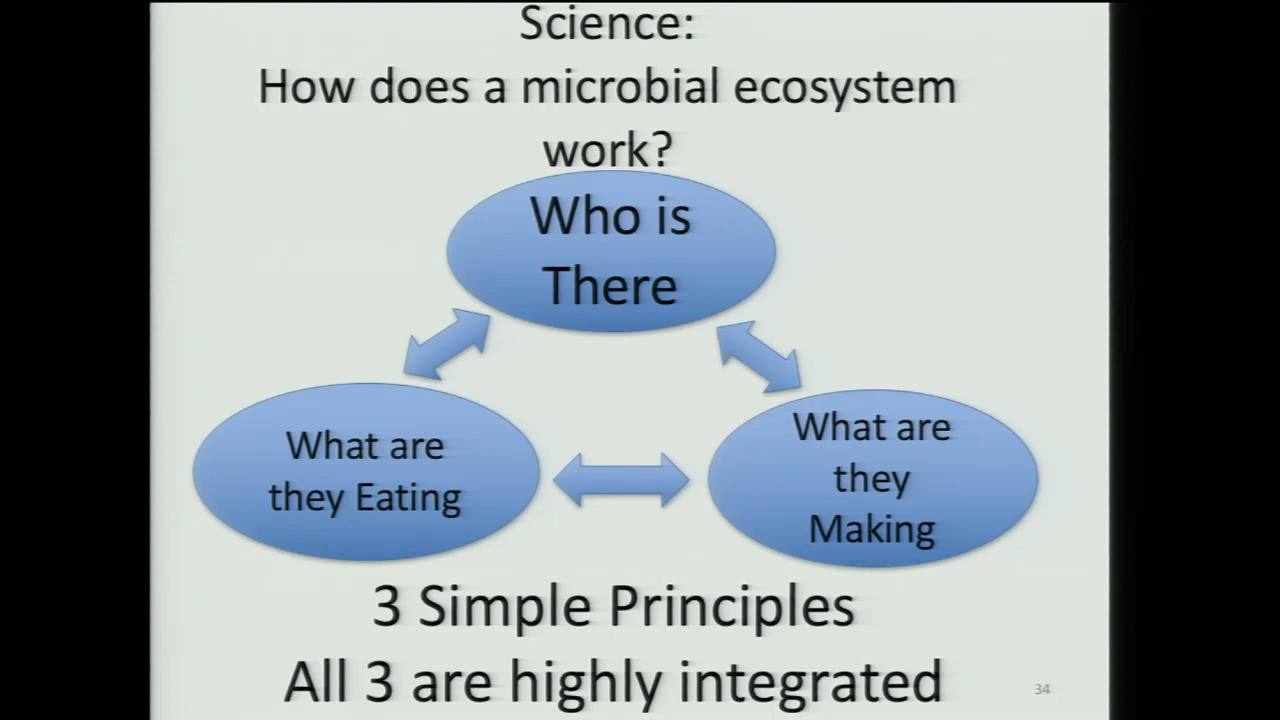 Science:
How does a microbial ecosystem
work?
Who is
There
What are
they Eating
What are
they
Making
3 Simple Principles
All 3 are highly integrated
34